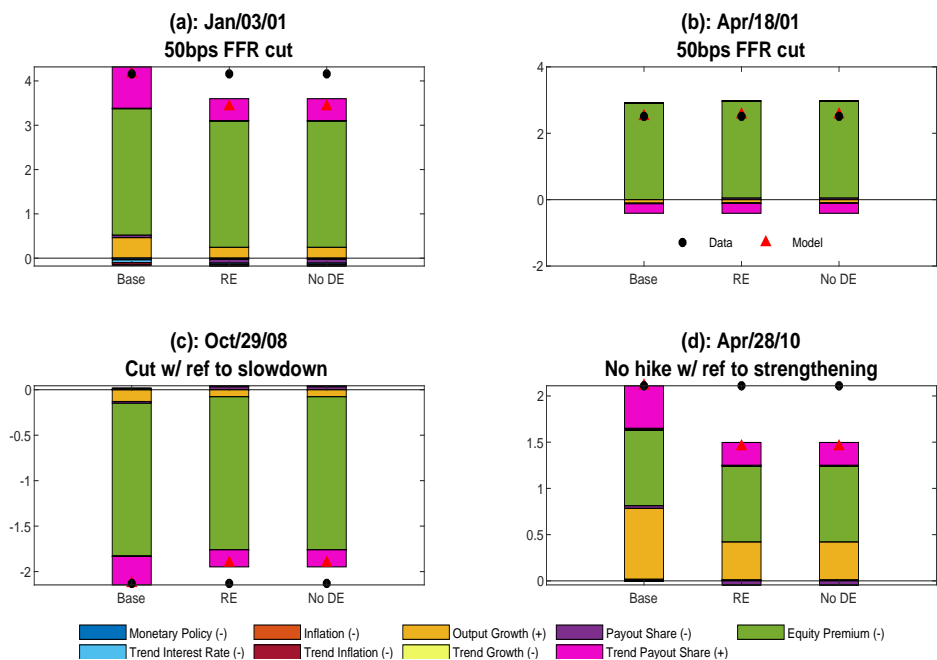 (a): Jan/03/01
50bps FFR cut
4
3
2
1
0
Base
RE
No DE
(b): Apr/18/01
50bps FFR cut
4
2
0
-2
Data
Model
Base
RE
No DE
(c): Oct/29/08
Cut w/ ref to slowdown
0
-0.5
-1
-1.5
-2
Base
RE
No DE
(d): Apr/28/10
No hike w/ ref to strengthening
2
1.5
1
0.5
0
Base
RE
No DE
Monetary Policy (-)
Inflation (-)
Output Growth (+)
Payout Share (-)
Equity Premium (-)
Trend Interest Rate (-)
Trend Inflation (-)
Trend Growth (-)
Trend Payout Share (+)